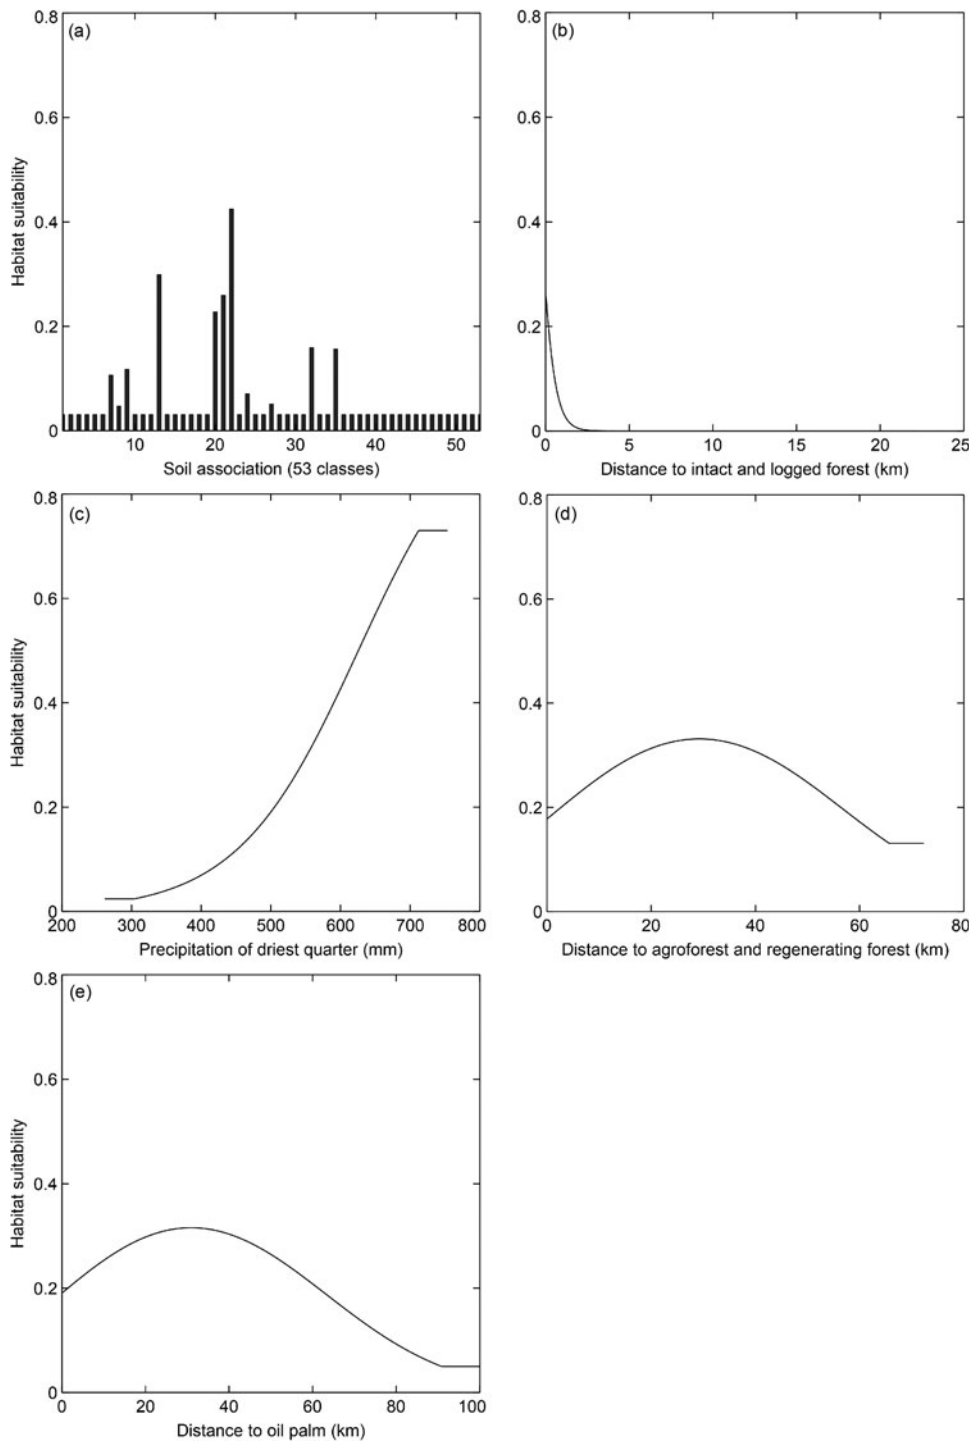 (a)
0.8
0.6
0.4
0.2
0
Habitat suitability
10 20 30 40 50
Soil association (53 classes)
(b)
0.8
0.6
0.4
0.2
0
0 5 10 15 20 25
Distance to intact and logged forest (km)
(c)
0.8
0.6
0.4
0.2
0
Habitat suitability
200 300 400 500 600 700 800
Precipitation of driest quarter (mm)
(d)
0.8
0.6
0.4
0.2
0
0 20 40 60 80
Distance to agroforest and regenerating forest (km)
(e)
0.8
0.6
0.4
0.2
0
Habitat suitability
0 20 40 60 80 100
Distance to oil palm (km)